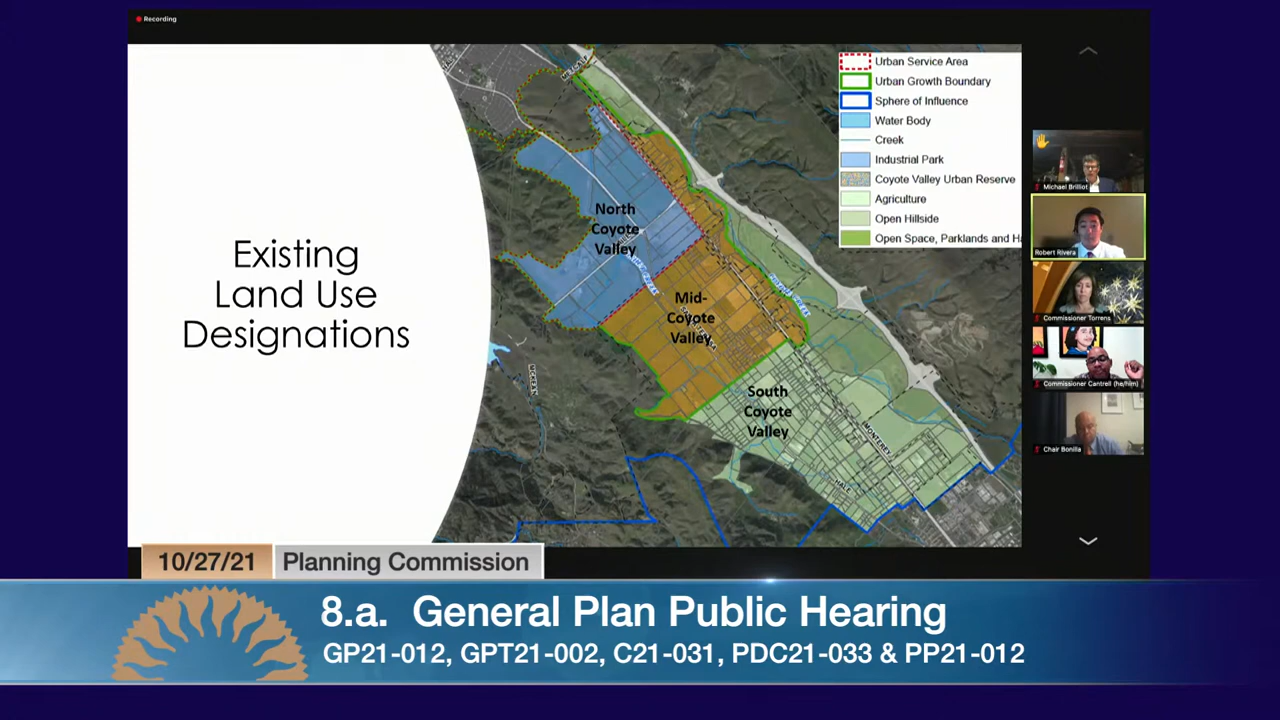 Recording
Existing
Land Use
Designations
METCALF
North
Coyote
Valley
Mid-
Coyote
Valley
South
Coyote
Valley
MCKEAN
MONTEREY
HALE
Urban Service Area
Urban Growth Boundary
Sphere of Influence
Water Body
Creek
Industrial Park
Coyote Valley Urban Reserve
Agriculture
Open Hillside
Open Space, Parklands and Ha
Michael Brilliot
Robert Rivera
Commissioner Torrens
Commissioner Cantrell (he/him)
Chair Bonilla
10/27/21
Planning Commission
8.a. General Plan Public Hearing
GP21-012, GPT21-002, C21-031, PDC21-033 & PP21-012